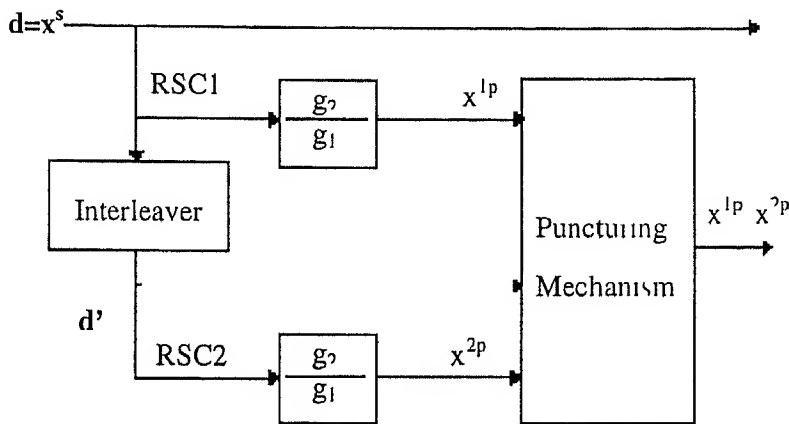 d=x^s
RSC1
g₂
g₁
x^1p
Interleaver
Puncturing
Mechanism
x^1p x^2p
d'
RSC2
g₂
g₁
x^2p